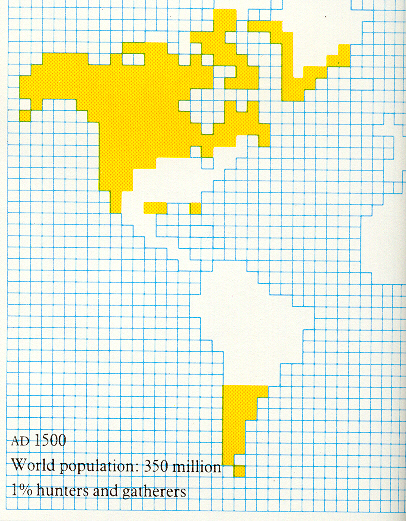 AD 1500
World population: 350 million
1% hunters and gatherers